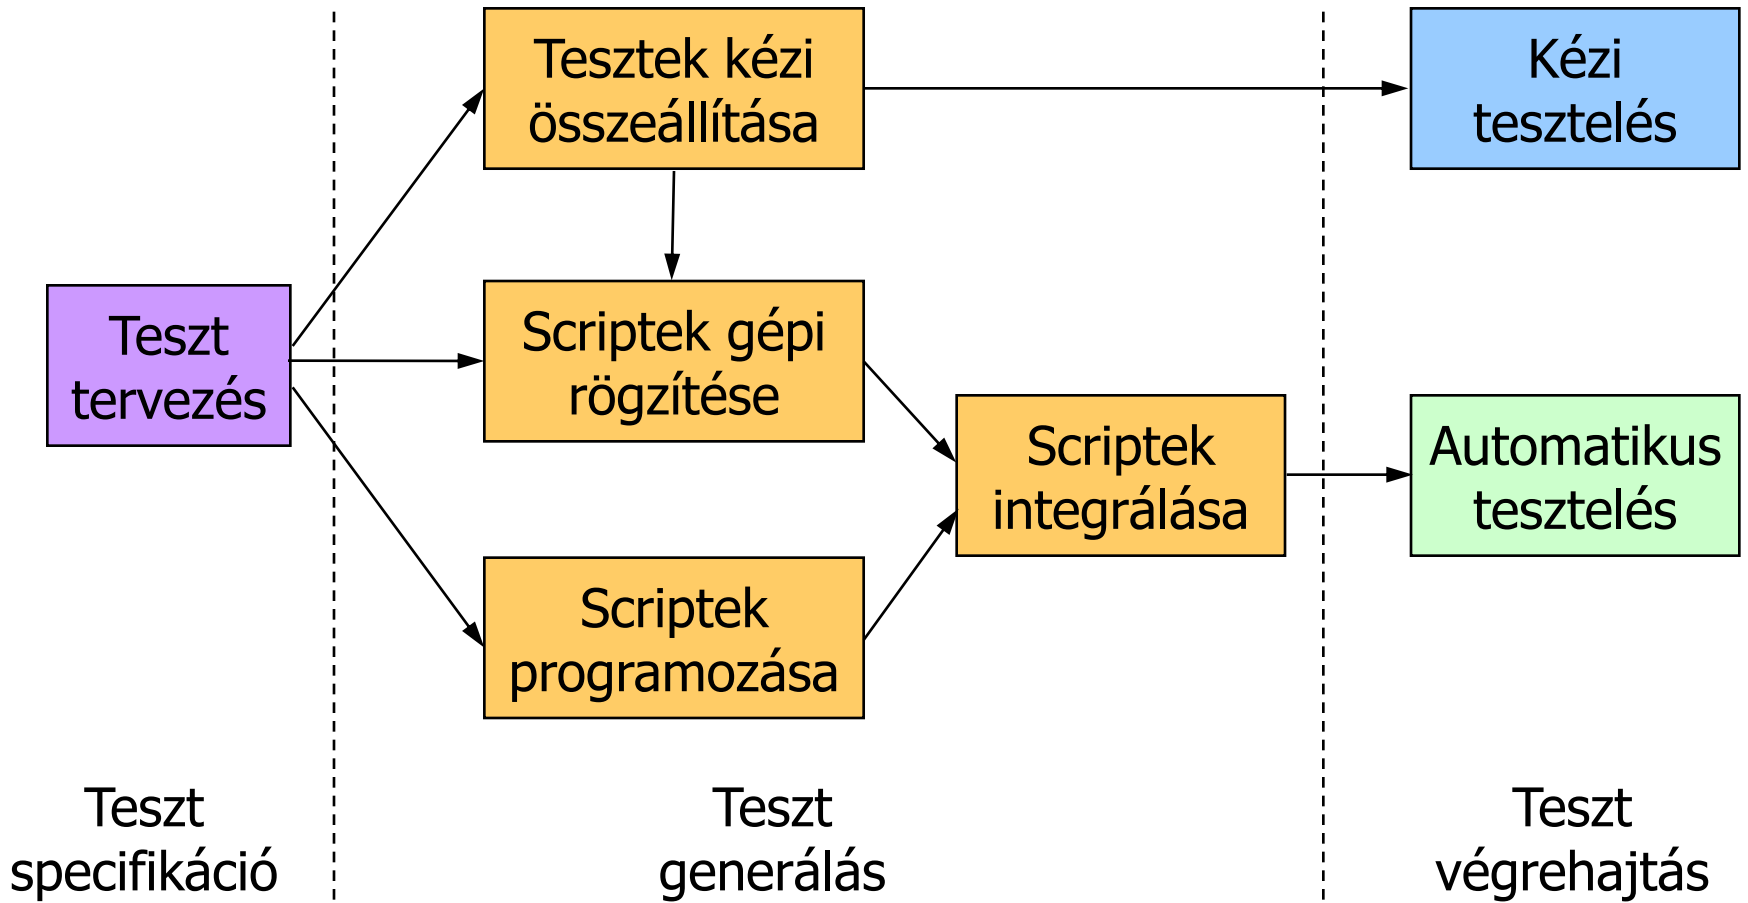 Tesztek kézi
összeállítása
Kézi
tesztelés
Teszt
tervezés
Scriptek gépi
rögzítése
Scriptek
integrálása
Automatikus
tesztelés
Scriptek
programozása
Teszt
specifikáció
Teszt
generálás
Teszt
végrehajtás